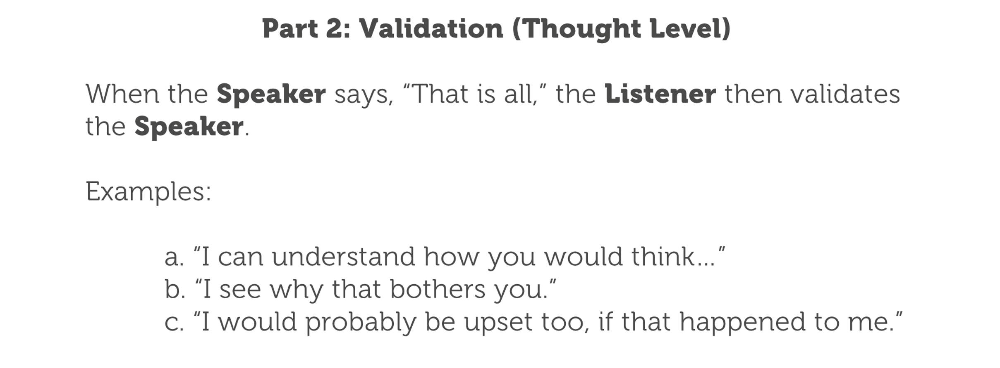 Part 2: Validation (Thought Level)
When the Speaker says, “That is all,” the Listener then validates
the Speaker.
Examples:
a. “I can understand how you would think...”
b. “I see why that bothers you.”
c. “I would probably be upset too, if that happened to me.”